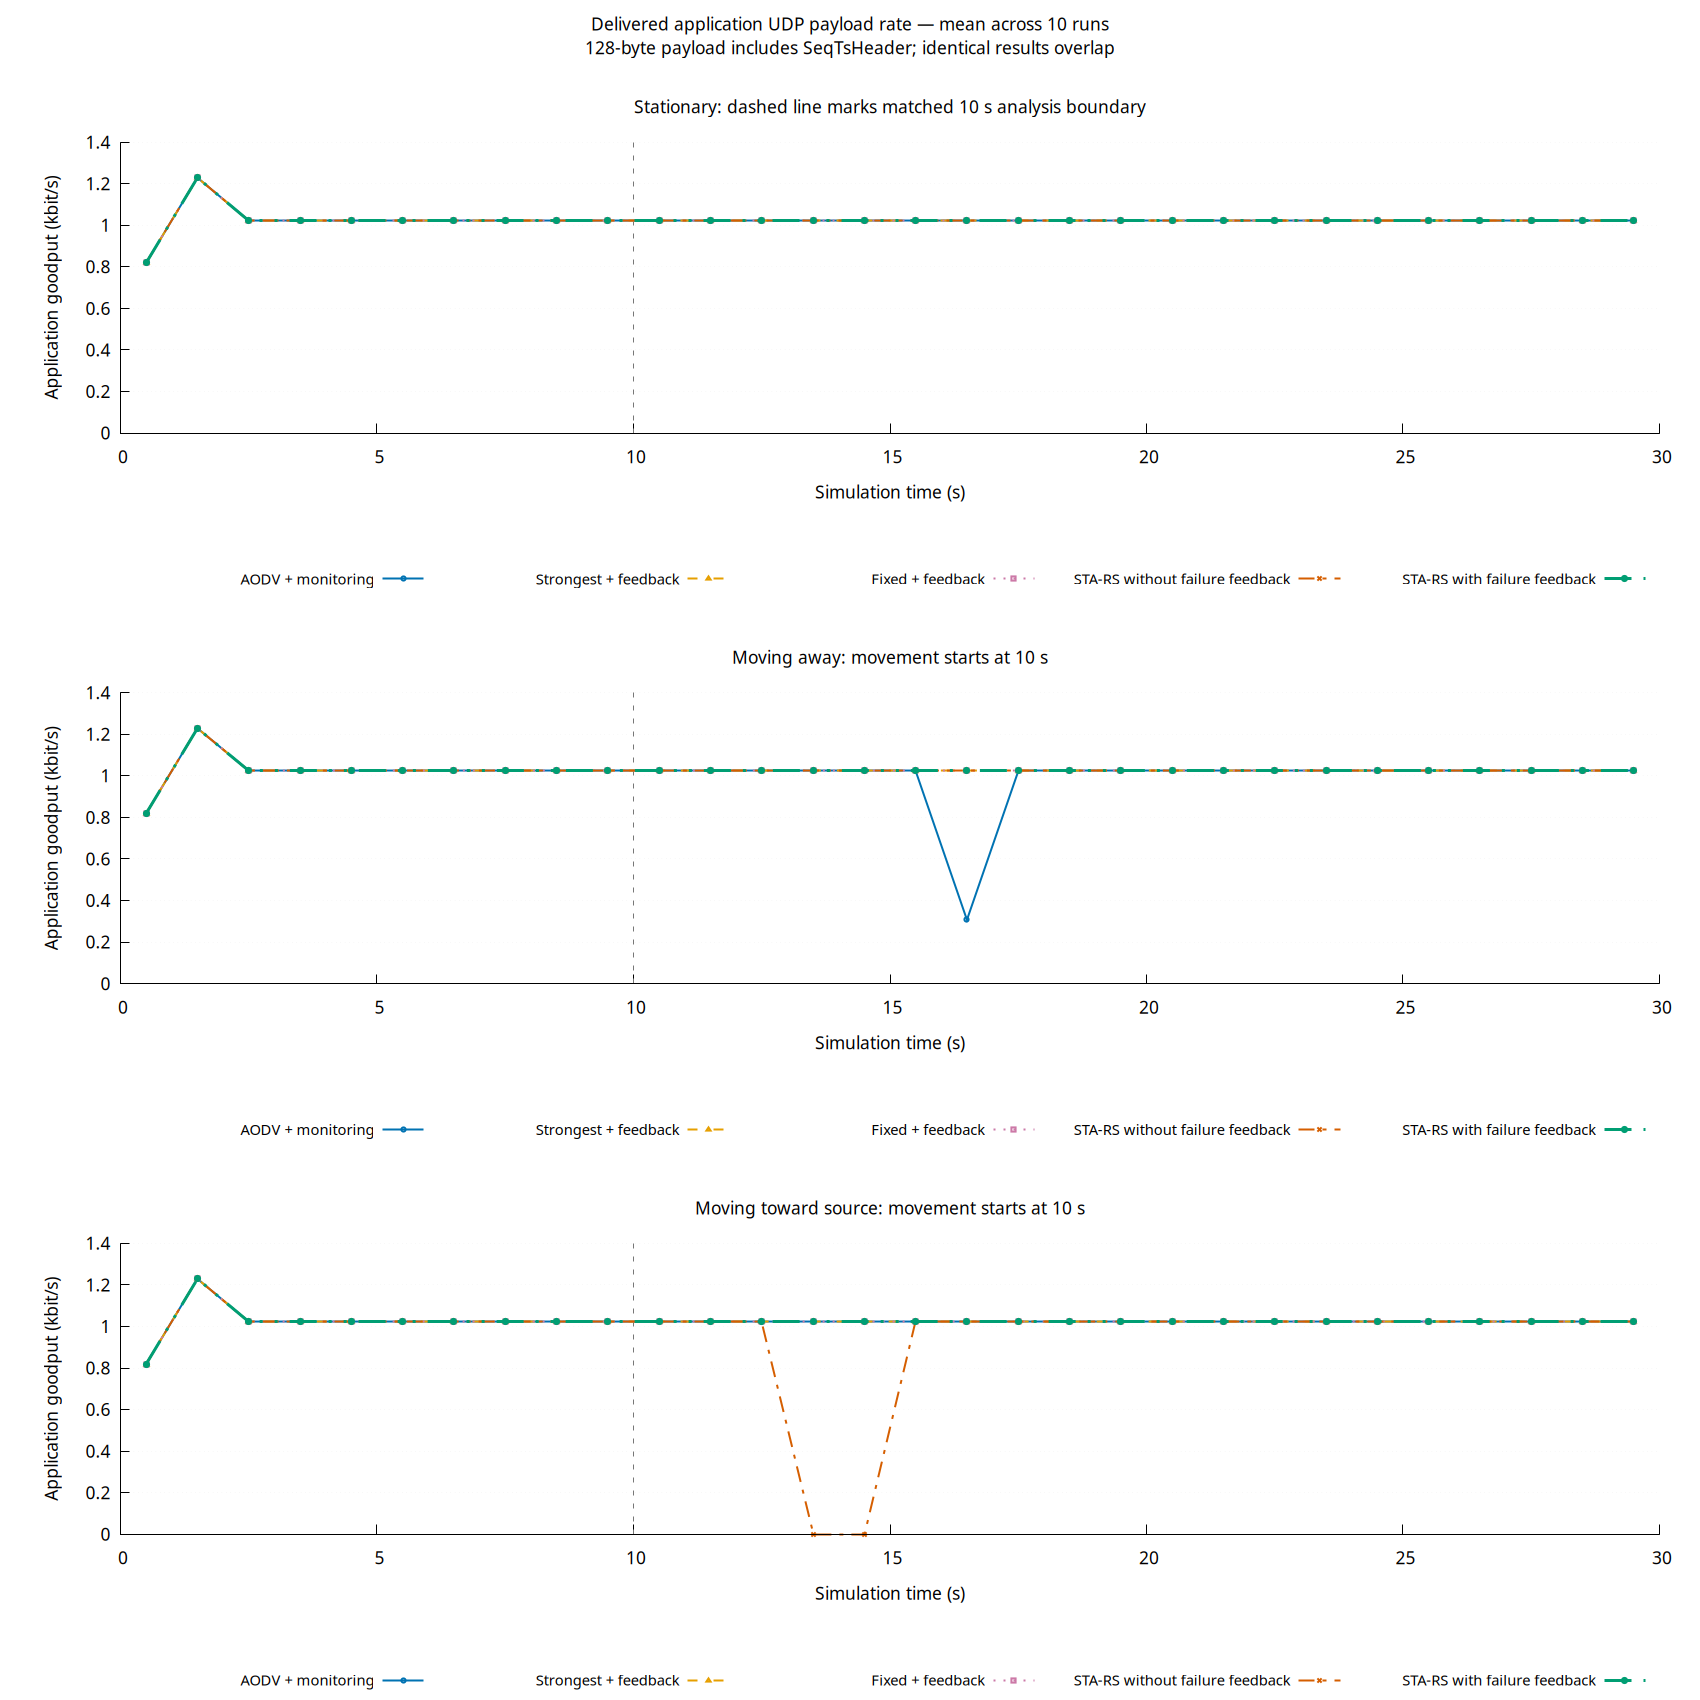 Delivered application UDP payload rate — mean across 10 runs
128-byte payload includes SeqTsHeader; identical results overlap
Stationary: dashed line marks matched 10 s analysis boundary
Application goodput (kbit/s)
1.4
1.2
1
0.8
0.6
0.4
0.2
0
0 5 10 15 20 25 30
Simulation time (s)
AODV + monitoring Strongest + feedback Fixed + feedback STA-RS without failure feedback STA-RS with failure feedback
Moving away: movement starts at 10 s
Application goodput (kbit/s)
1.4
1.2
1
0.8
0.6
0.4
0.2
0
0 5 10 15 20 25 30
Simulation time (s)
AODV + monitoring Strongest + feedback Fixed + feedback STA-RS without failure feedback STA-RS with failure feedback
Moving toward source: movement starts at 10 s
Application goodput (kbit/s)
1.4
1.2
1
0.8
0.6
0.4
0.2
0
0 5 10 15 20 25 30
Simulation time (s)
AODV + monitoring Strongest + feedback Fixed + feedback STA-RS without failure feedback STA-RS with failure feedback